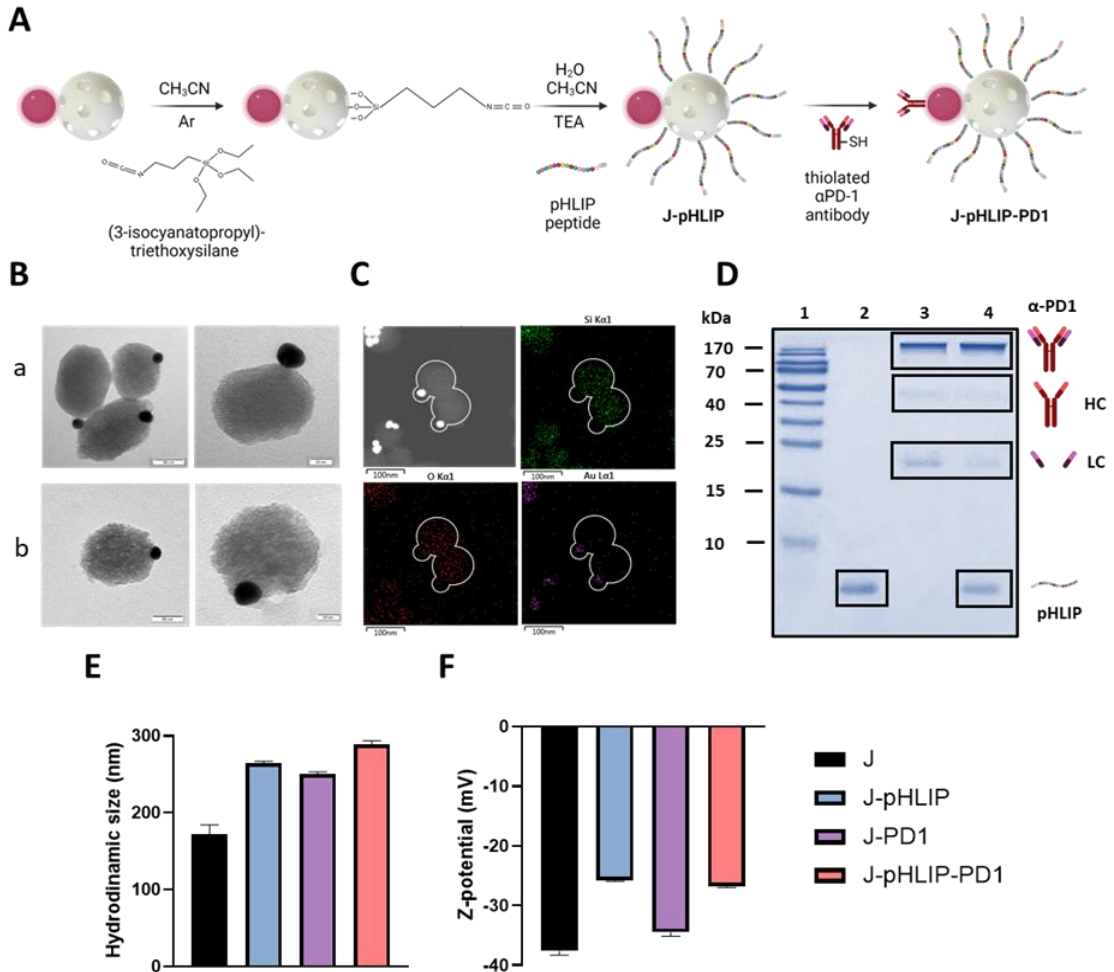 A
CH₃CN
Ar
(3-isocyanatopropyl)-
triethoxysilane
O
C
N
Si
O
O
O
O
O
O
Si
N
C
O
H₂O
CH₃CN
TEA
pHLIP
peptide
J-pHLIP
SH
thiolated
αPD-1
antibody
J-pHLIP-PD1
B
a
b
C
Si Kα1
100nm
100nm
O Kα1
Au Lα1
100nm
100nm
D
kDa
1
2
3
4
α-PD1
170
70
40
25
15
10
HC
LC
pHLIP
E
Hydrodinamic size (nm)
300
200
100
0
F
Z-potential (mV)
0
-10
-20
-30
-40
J
J-pHLIP
J-PD1
J-pHLIP-PD1